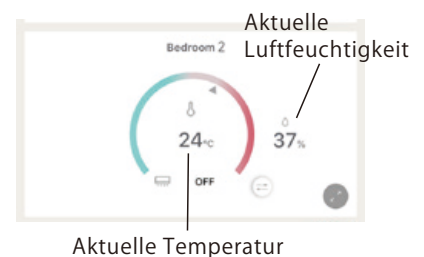 Aktuelle
Luftfeuchtigkeit
Bedroom 2
24°C
37%
OFF
Aktuelle Temperatur